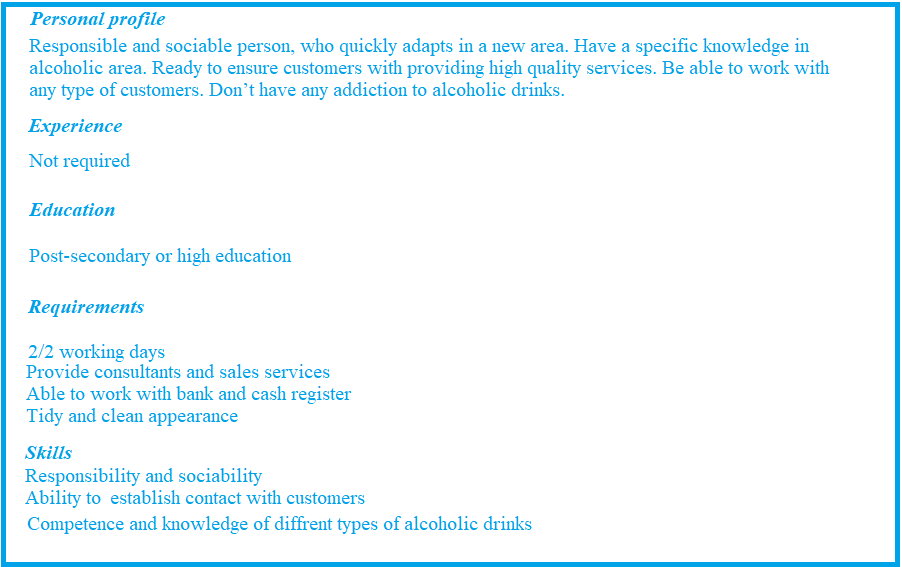 Personal profile
Responsible and sociable person, who quickly adapts in a new area. Have a specific knowledge in
alcoholic area. Ready to ensure customers with providing high quality services. Be able to work with
any type of customers. Don’t have any addiction to alcoholic drinks.
Experience
Not required
Education
Post-secondary or high education
Requirements
2/2 working days
Provide consultants and sales services
Able to work with bank and cash register
Tidy and clean appearance
Skills
Responsibility and sociability
Ability to  establish contact with customers
Competence and knowledge of diffrent types of alcoholic drinks